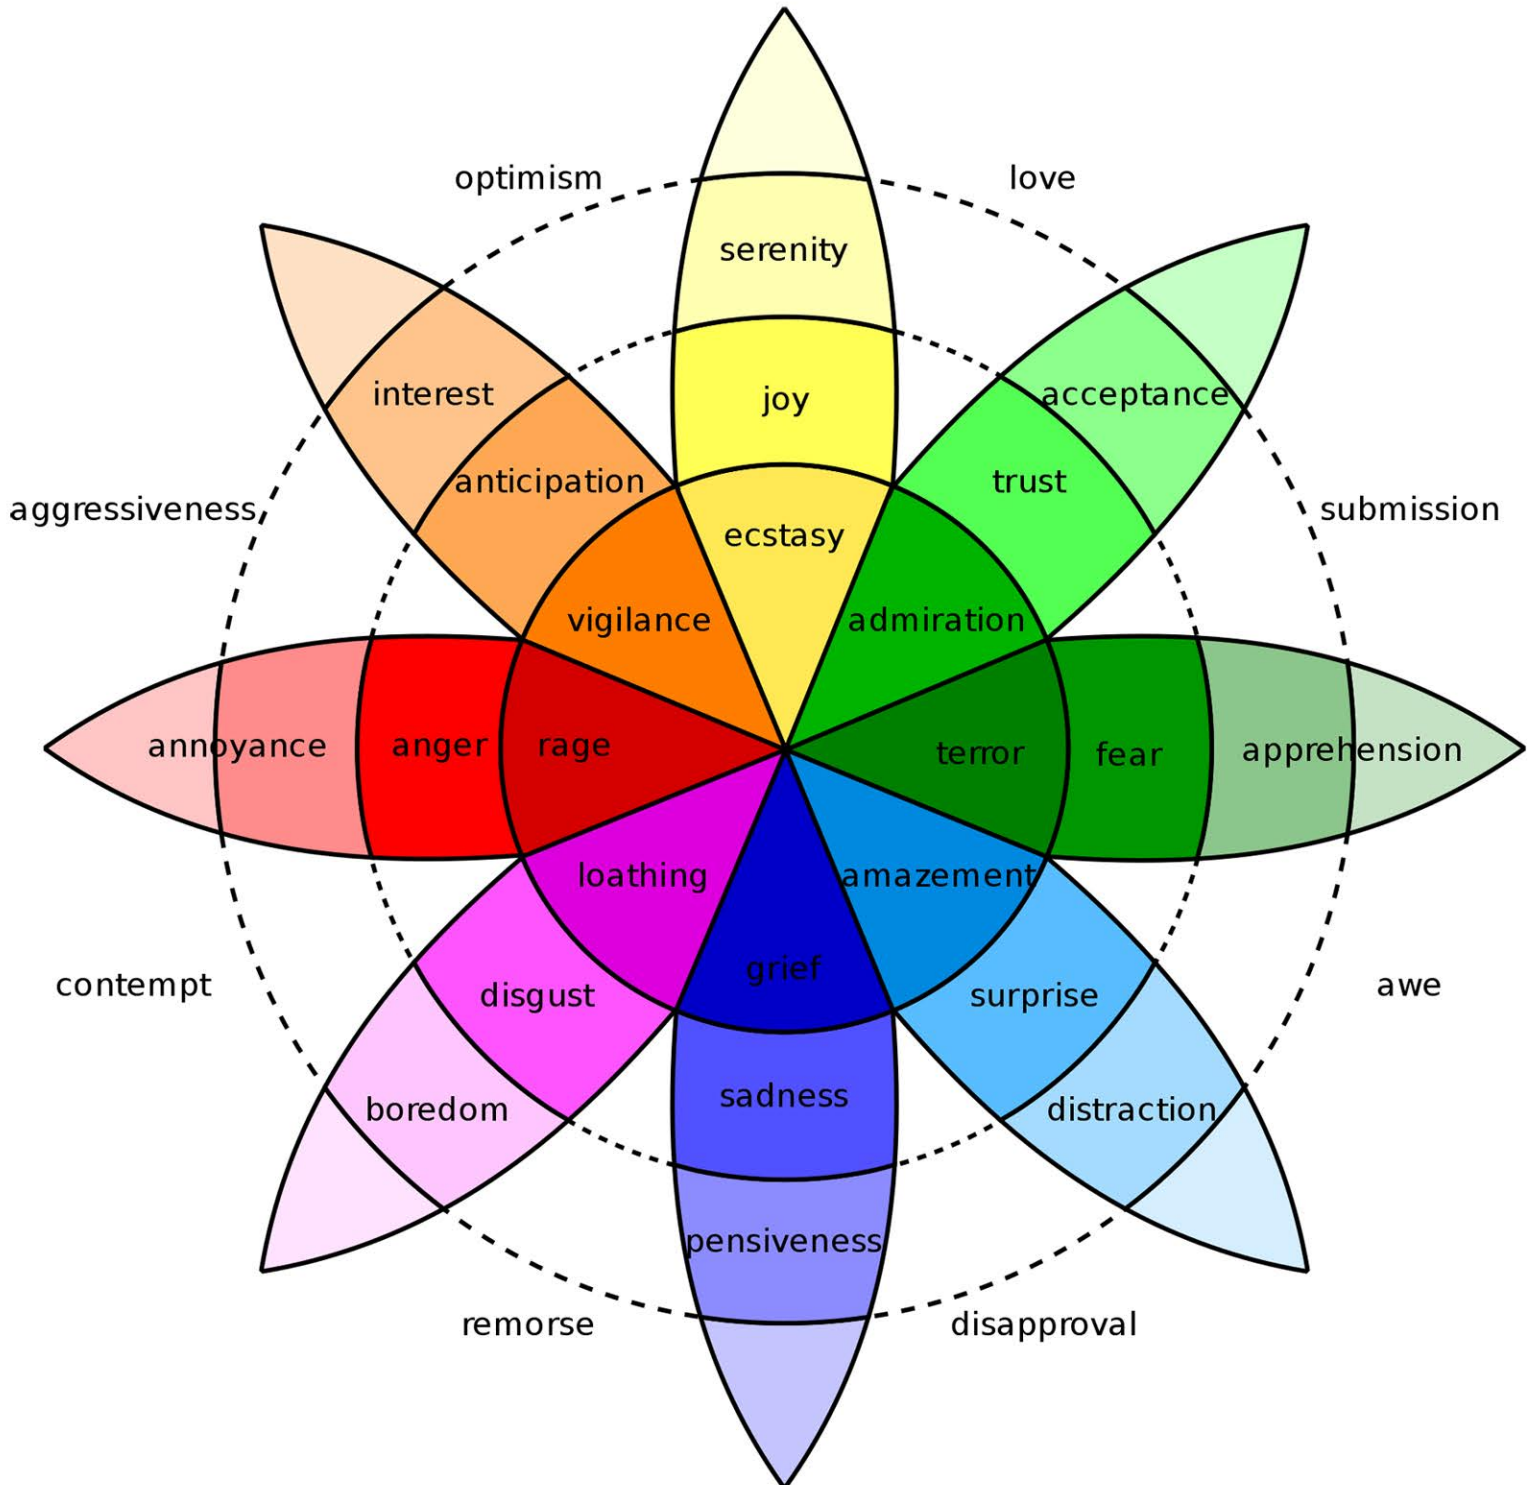 optimism
love
serenity
interest
joy
acceptance
anticipation
trust
aggressiveness
submission
ecstasy
vigilance
admiration
annoyance
anger
rage
terror
fear
apprehension
loathing
amazement
contempt
grief
awe
disgust
surprise
sadness
boredom
distraction
pensiveness
remorse
disapproval